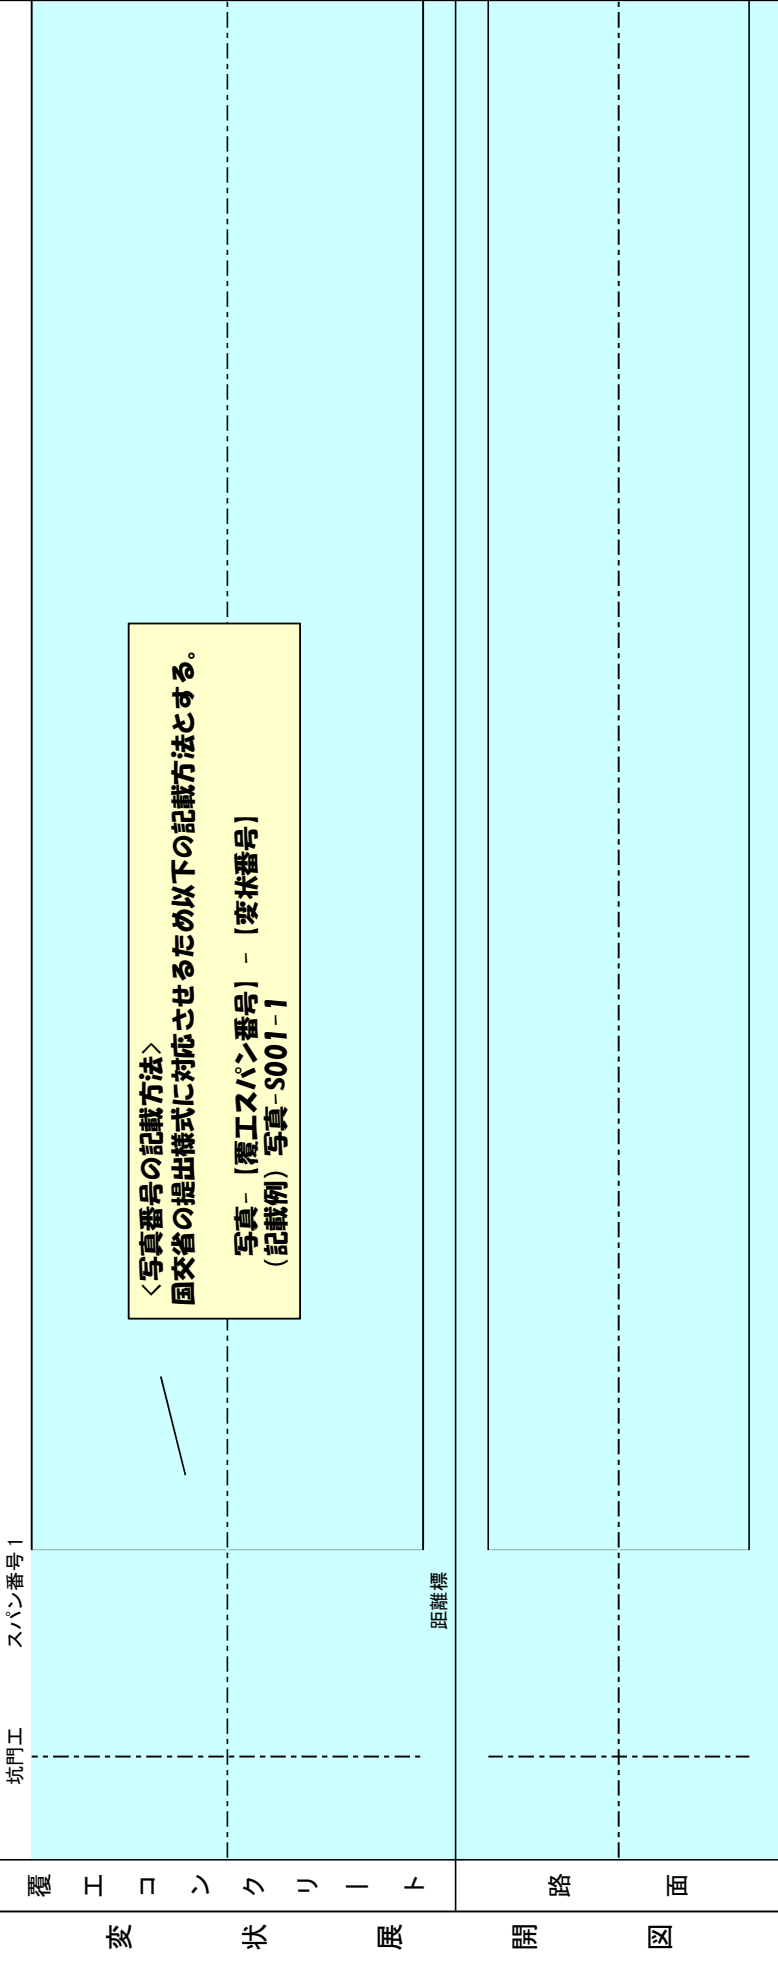 坑門工
スパン番号1
<写真番号の記載方法>
国交省の提出様式に対応させるため以下の記載方法とする。
写真-【覆工スパン番号】-【変状番号】
(記載例)写真-S001-1
距離標
覆工コンクリート
路面
変状展開図